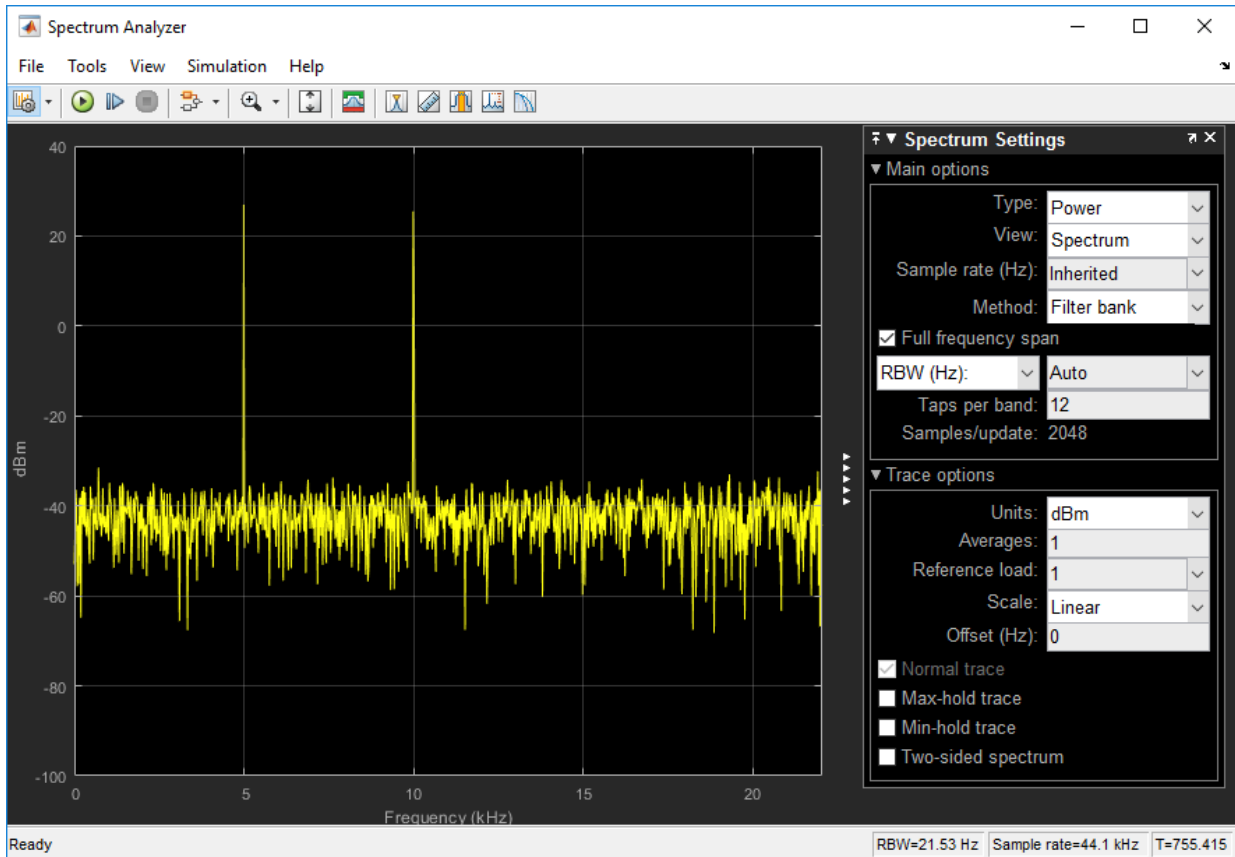 Spectrum Analyzer
File Tools View Simulation Help
40
20
0
-20
-40
-60
-80
-100
dBm
0 5 10 15 20
Frequency (kHz)
Spectrum Settings
Main options
Type: Power
View: Spectrum
Sample rate (Hz): Inherited
Method: Filter bank
Full frequency span
RBW (Hz): Auto
Taps per band: 12
Samples/update: 2048
Trace options
Units: dBm
Averages: 1
Reference load: 1
Scale: Linear
Offset (Hz): 0
Normal trace
Max-hold trace
Min-hold trace
Two-sided spectrum
Ready RBW=21.53 Hz Sample rate=44.1 kHz T=755.415